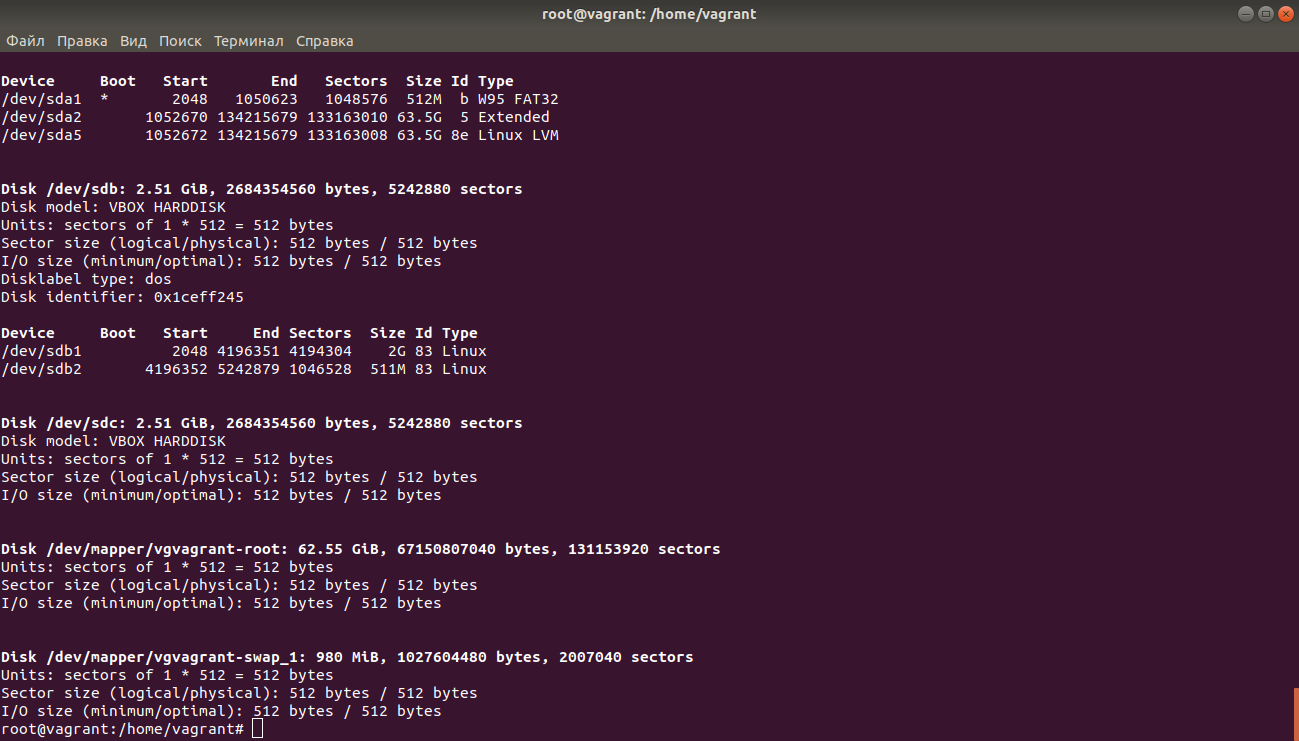 root@vagrant: /home/vagrant
Файл Правка Вид Поиск Терминал Справка
Device     Boot   Start       End   Sectors  Size Id Type
/dev/sda1  *       2048   1050623   1048576  512M  b W95 FAT32
/dev/sda2       1052670 134215679 133163010 63.5G  5 Extended
/dev/sda5       1052672 134215679 133163008 63.5G 8e Linux LVM
Disk /dev/sdb: 2.51 GiB, 2684354560 bytes, 5242880 sectors
Disk model: VBOX HARDDISK
Units: sectors of 1 * 512 = 512 bytes
Sector size (logical/physical): 512 bytes / 512 bytes
I/O size (minimum/optimal): 512 bytes / 512 bytes
Disklabel type: dos
Disk identifier: 0x1ceff245
Device     Boot   Start     End Sectors  Size Id Type
/dev/sdb1          2048 4196351 4194304    2G 83 Linux
/dev/sdb2       4196352 5242879 1046528  511M 83 Linux
Disk /dev/sdc: 2.51 GiB, 2684354560 bytes, 5242880 sectors
Disk model: VBOX HARDDISK
Units: sectors of 1 * 512 = 512 bytes
Sector size (logical/physical): 512 bytes / 512 bytes
I/O size (minimum/optimal): 512 bytes / 512 bytes
Disk /dev/mapper/vgvagrant-root: 62.55 GiB, 67150807040 bytes, 131153920 sectors
Units: sectors of 1 * 512 = 512 bytes
Sector size (logical/physical): 512 bytes / 512 bytes
I/O size (minimum/optimal): 512 bytes / 512 bytes
Disk /dev/mapper/vgvagrant-swap_1: 980 MiB, 1027604480 bytes, 2007040 sectors
Units: sectors of 1 * 512 = 512 bytes
Sector size (logical/physical): 512 bytes / 512 bytes
I/O size (minimum/optimal): 512 bytes / 512 bytes
root@vagrant:/home/vagrant#